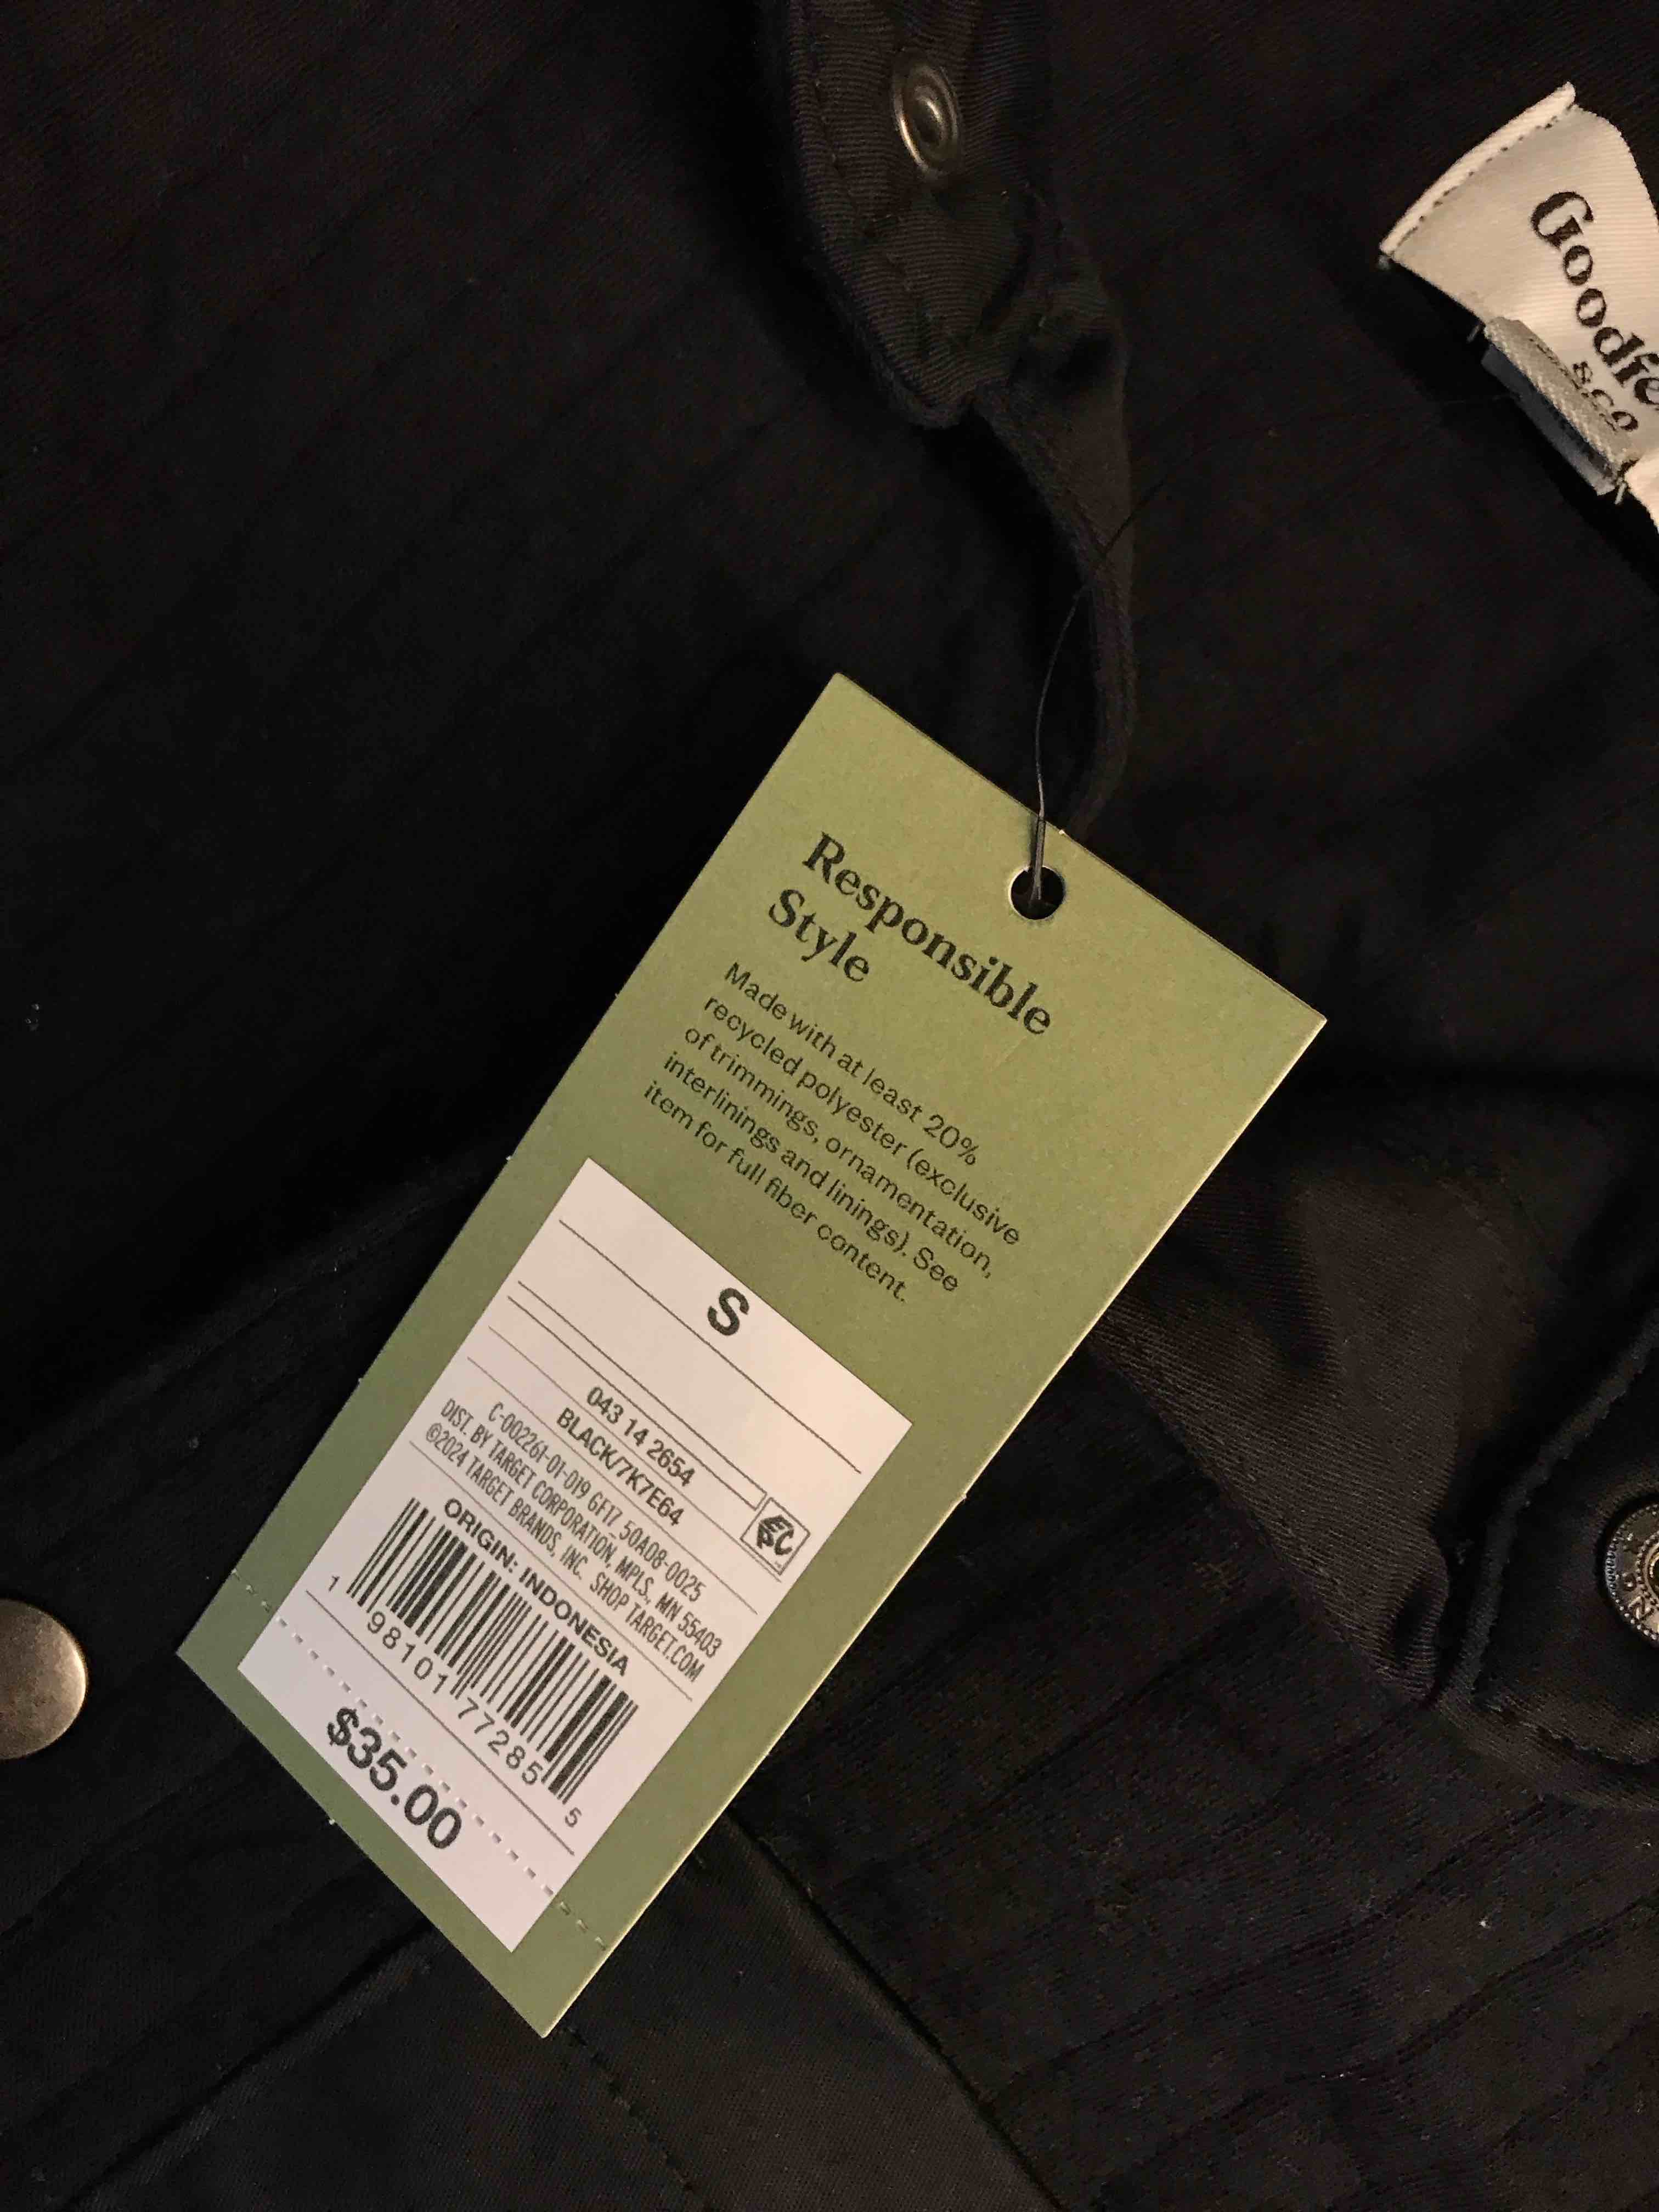 Goodfe
&CO
Responsible
Style
Made with at least 20%
recycled polyester (exclusive
of trimmings, ornamentation,
interlinings and linings). See
item for full fiber content.
S
043 14 2654
BLACK/7K7E64
C-002261-01-019 GF17_50A08-0025
DIST. BY TARGET CORPORATION, MPLS., MN 55403
©2024 TARGET BRANDS, INC. SHOP TARGET.COM
ORIGIN: INDONESIA
1 98101 77285 5
$35.00